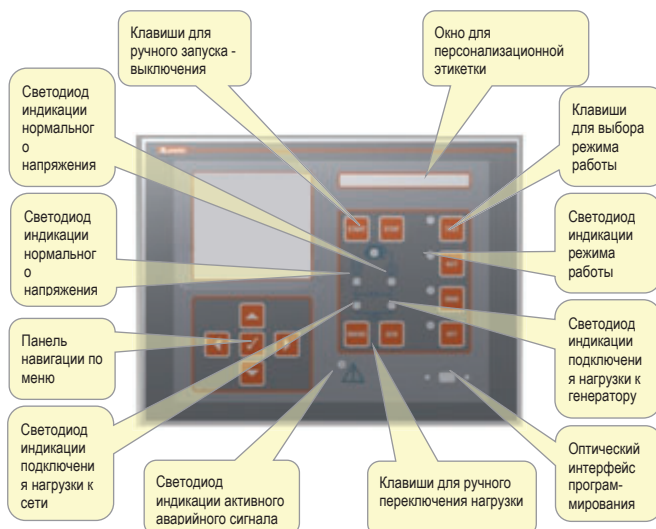 Клавиши для
ручного запуска -
выключения
Окно для
персонализационной
этикетки
Светодиод
индикации
нормальног
о
напряжения
Клавиши
для выбора
режима
работы
Светодиод
индикации
нормальног
о
напряжения
Светодиод
индикации
режима
работы
Панель
навигации по
меню
Светодиод
индикации
подключени
я нагрузки к
генератору
Светодиод
индикации
подключени
я нагрузки к
сети
Светодиод
индикации активного
аварийного сигнала
Клавиши для ручного
переключения нагрузки
Оптический
интерфейс
програм-
мирования
START
STOP